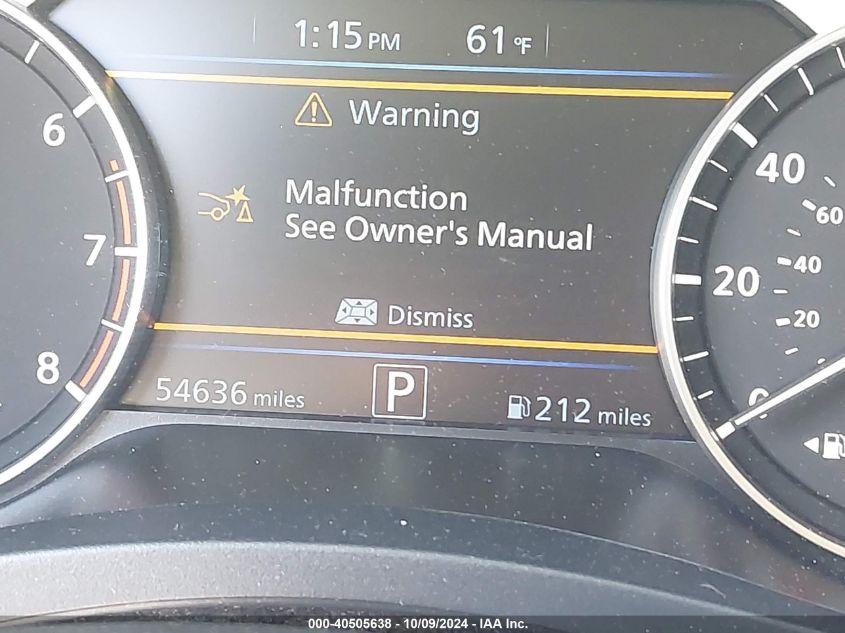 1:15 PM 61 °F
Warning
Malfunction
See Owner's Manual
Dismiss
54636 miles P 212 miles
6
7
8
40
20
0
60
40
20
000-40505638 - 10/09/2024 - IAA Inc.